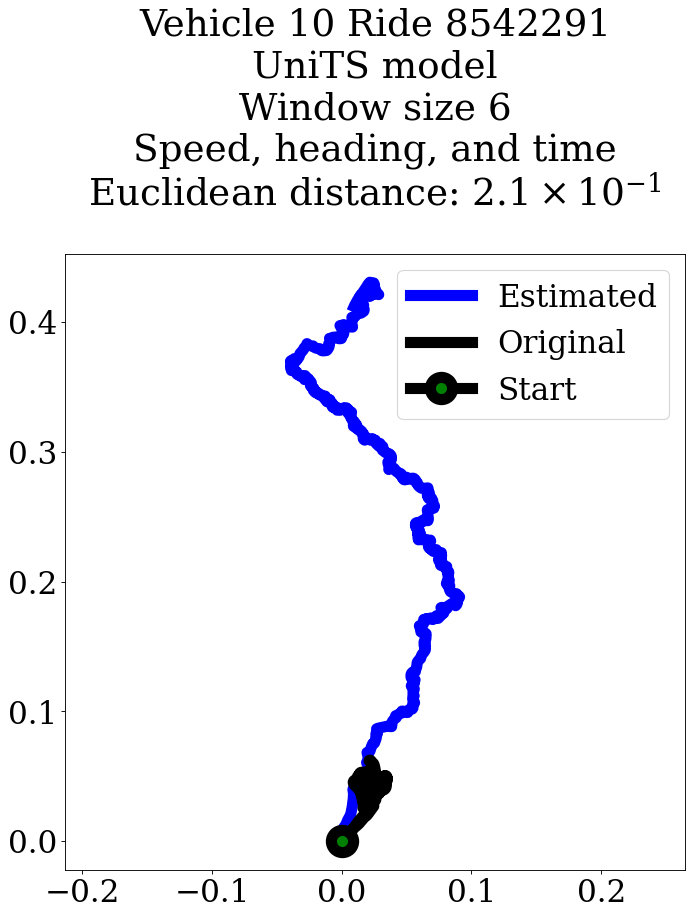 Vehicle 10 Ride 8542291
UniTS model
Window size 6
Speed, heading, and time
Euclidean distance: 2.1 × 10⁻¹
Estimated
Original
Start
0.4
0.3
0.2
0.1
0.0
−0.2 −0.1 0.0 0.1 0.2